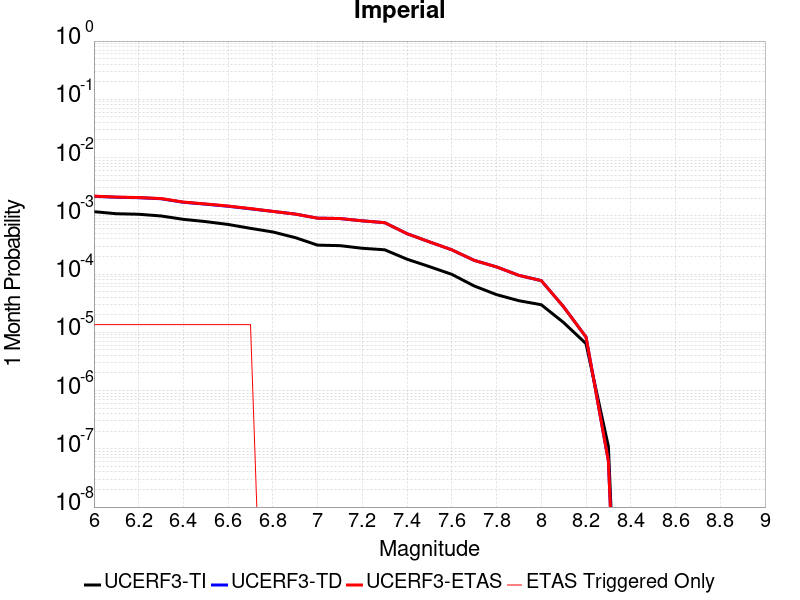 Imperial
10^0
10^-1
10^-2
10^-3
10^-4
10^-5
10^-6
10^-7
10^-8
1 Month Probability
6 6.2 6.4 6.6 6.8 7 7.2 7.4 7.6 7.8 8 8.2 8.4 8.6 8.8 9
Magnitude
UCERF3-TI UCERF3-TD UCERF3-ETAS ETAS Triggered Only